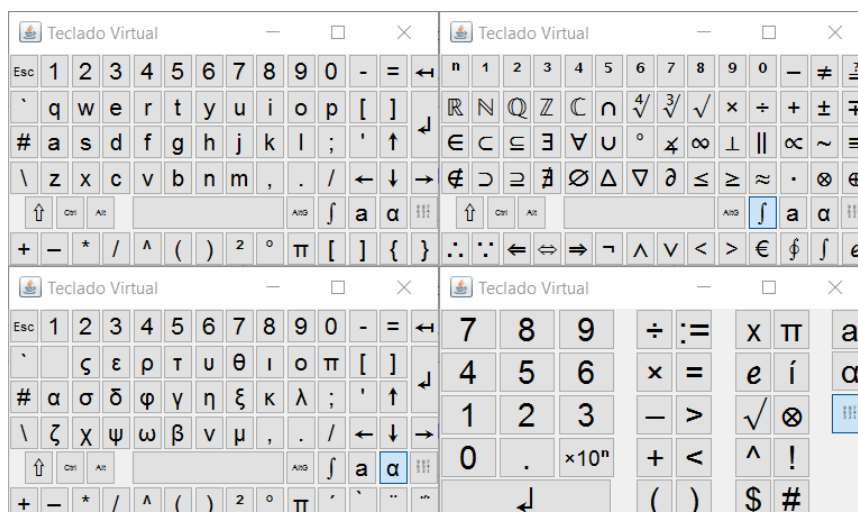 Teclado Virtual
Esc 1 2 3 4 5 6 7 8 9 0 - = ←
` q w e r t y u i o p [ ]
# a s d f g h j k l ; ' ↑ ↲
\ z x c v b n m , . / ← ↓ →
⇧ Ctrl Alt AltG ∫ a α
+ – * / ^ ( ) ² ° π [ ] { }
Teclado Virtual
ⁿ ¹ ² ³ ⁴ ⁵ ⁶ ⁷ ⁸ ⁹ ⁰ − ≠
ℝ ℕ ℚ ℤ ℂ ∩ ∜ ∛ √ × ÷ + ± ∓
∈ ⊂ ⊆ ∃ ∀ ∪ ° ∡ ∞ ⊥ ∥ ∝ ~ ≡
∉ ⊃ ⊇ ∄ ∅ Δ ∇ ∂ ≤ ≥ ≈ · ⊗ ⊕
⇧ Ctrl Alt AltG ∫ a α
∴ ∵ ⇐ ⇔ ⇒ ¬ ∧ ∨ < > € ∮ ∫ e
Teclado Virtual
Esc 1 2 3 4 5 6 7 8 9 0 - = ←
` ς ε ρ τ υ θ ι ο π [ ]
# α σ δ φ γ η ξ κ λ ; ' ↑ ↲
\ ζ χ ψ ω β ν μ , . / ← ↓ →
⇧ Ctrl Alt AltG ∫ a α
+ – * / ^ ( ) ² ° π ´ ` ¨
Teclado Virtual
7 8 9 ÷ := x π a
4 5 6 × = e í α
1 2 3 – > √ ⊗
0 . ×10ⁿ + < ^ !
↲ ( ) $ #